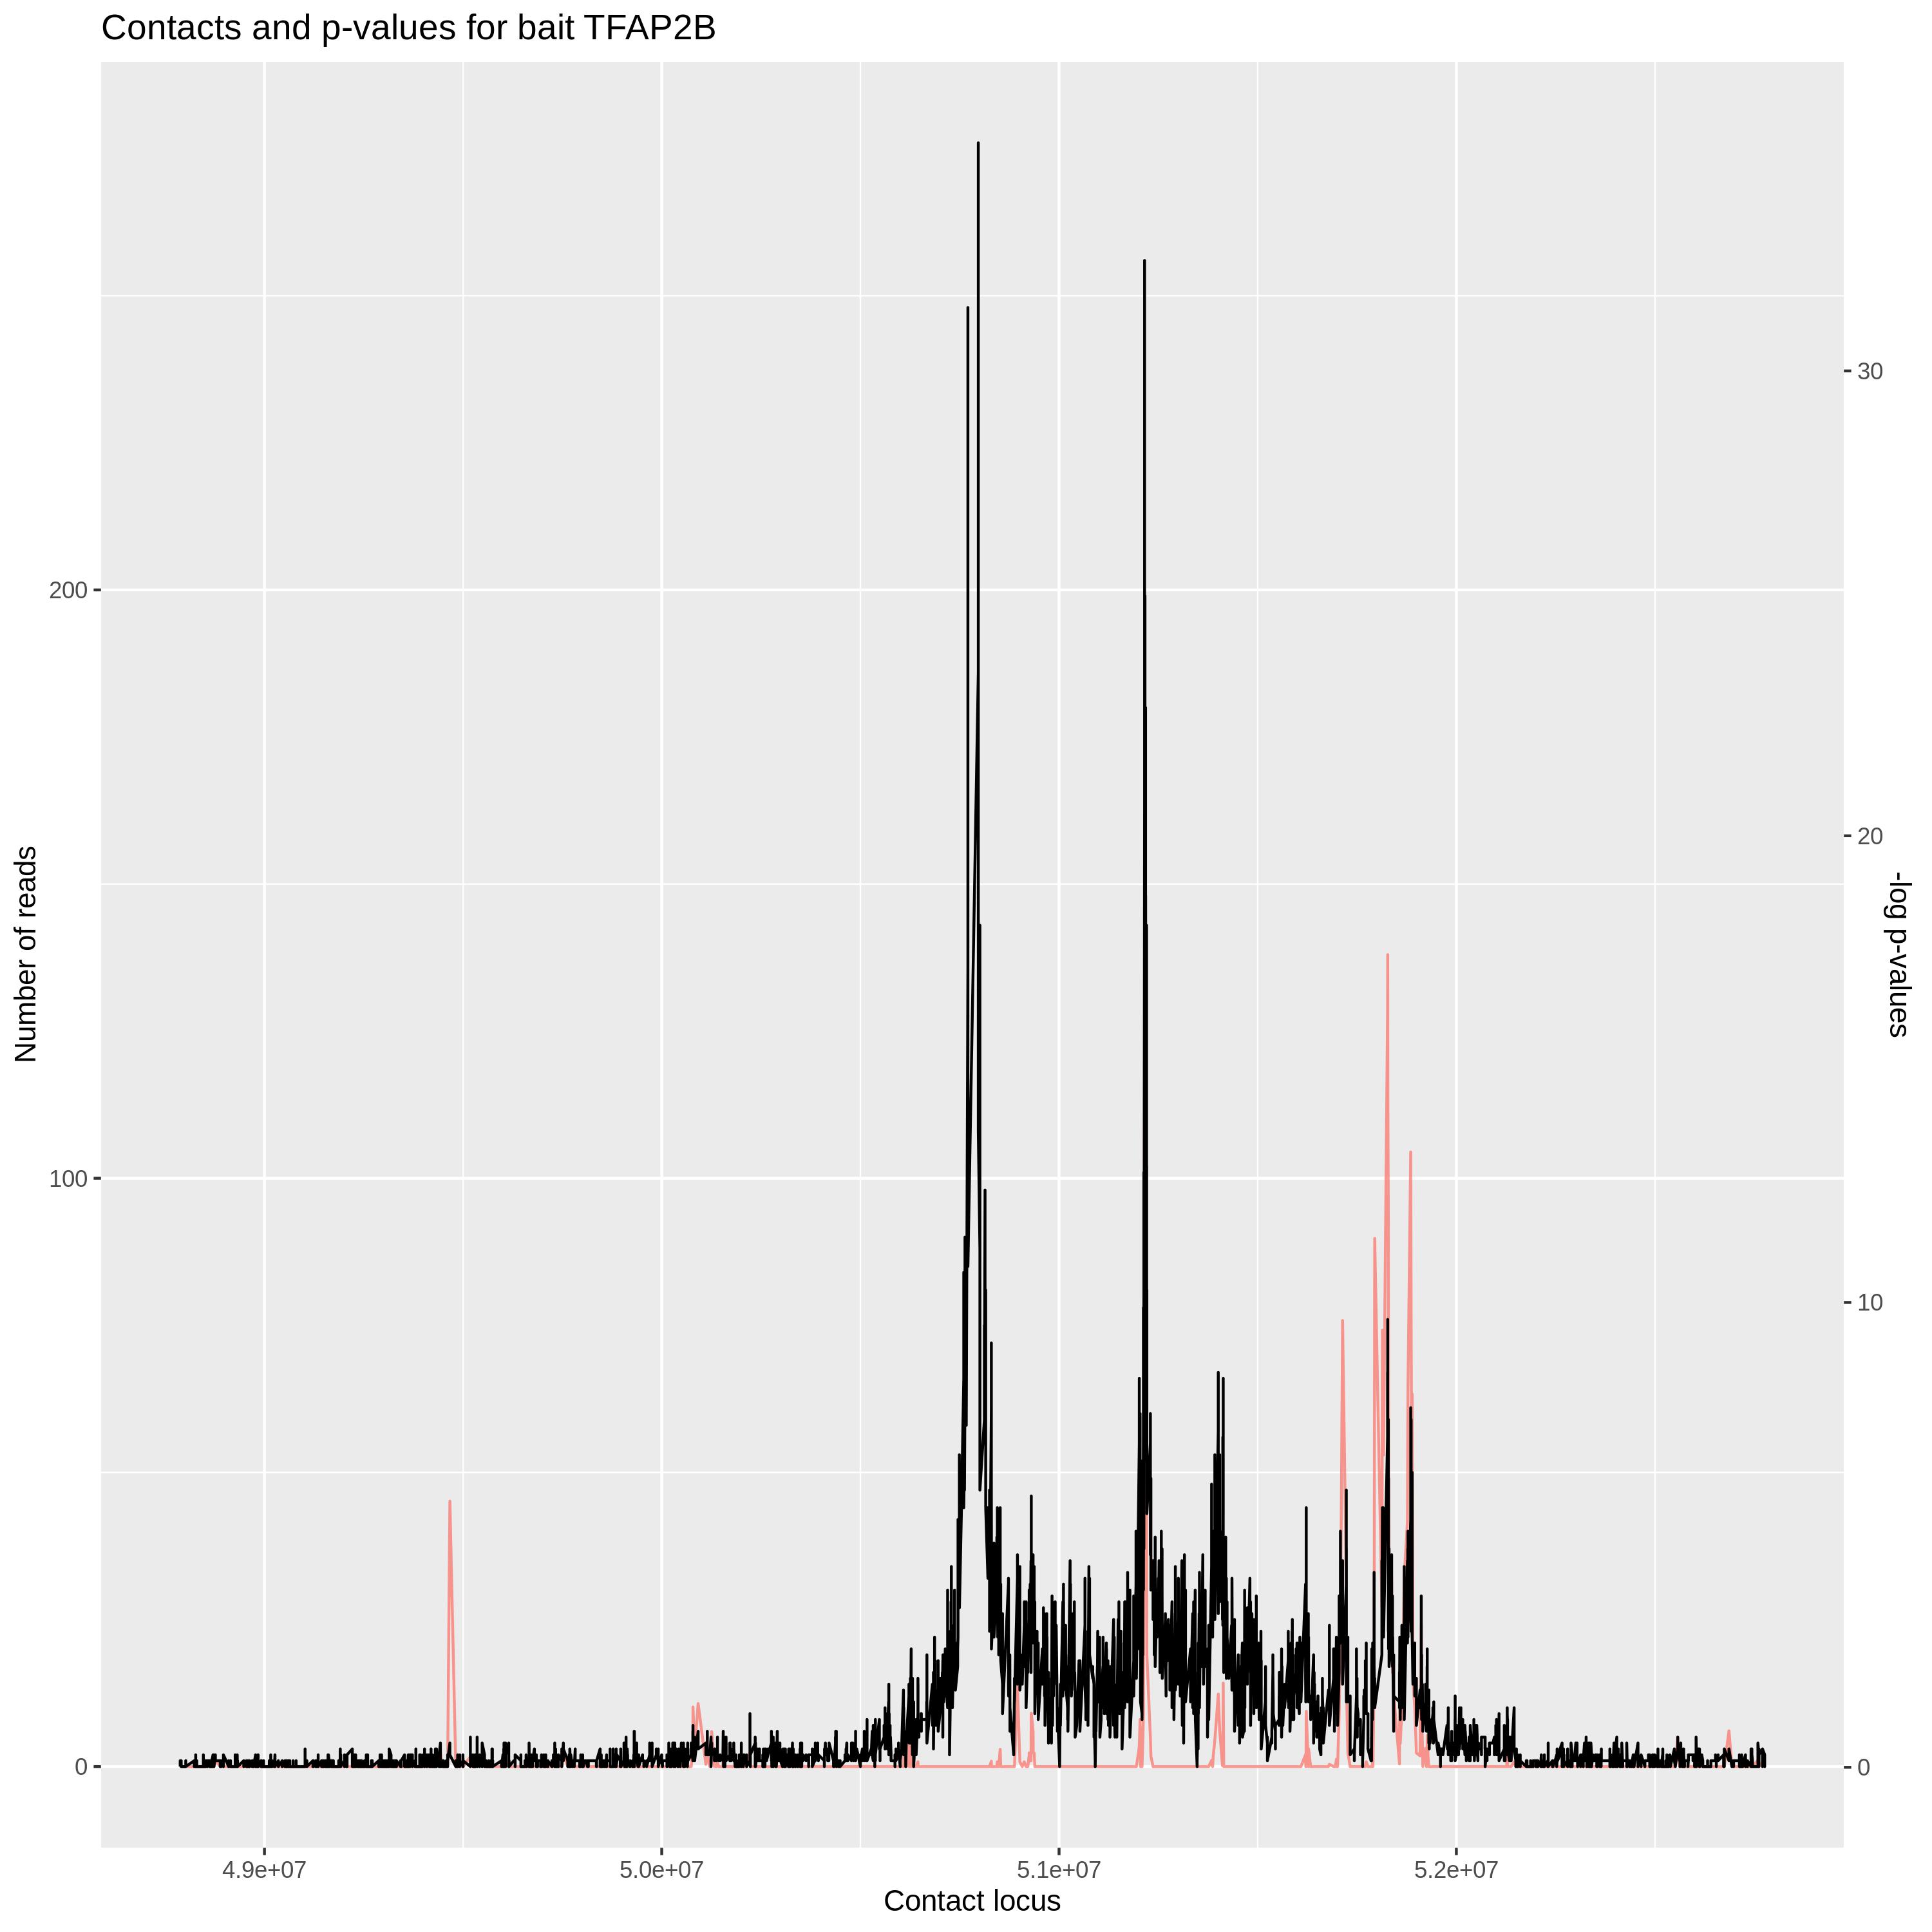 Contacts and p-values for bait TFAP2B
Number of reads
200
100
0
30
20
10
0
-log p-values
4.9e+07
5.0e+07
5.1e+07
5.2e+07
Contact locus